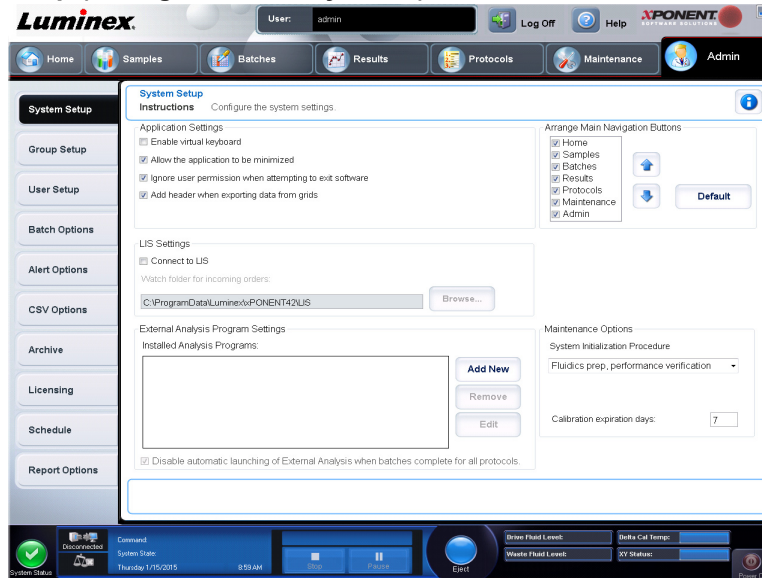 Luminex.
User: admin
Log Off
Help
XPONENT
SOFTWARE SOLUTIONS
Home
Samples
Batches
Results
Protocols
Maintenance
Admin
System Setup
Group Setup
User Setup
Batch Options
Alert Options
CSV Options
Archive
Licensing
Schedule
Report Options
System Setup
Instructions Configure the system settings.
Application Settings
Enable virtual keyboard
Allow the application to be minimized
Ignore user permission when attempting to exit software
Add header when exporting data from grids
Arrange Main Navigation Buttons
Home
Samples
Batches
Results
Protocols
Maintenance
Admin
Default
LIS Settings
Connect to LIS
Watch folder for incoming orders:
C:\ProgramData\Luminex\xPONENT42\LIS
Browse...
External Analysis Program Settings
Installed Analysis Programs:
Add New
Remove
Edit
Disable automatic launching of External Analysis when batches complete for all protocols.
Maintenance Options
System Initialization Procedure
Fluidics prep, performance verification
Calibration expiration days: 7
System Status
Disconnected
Command:
System State:
Thursday 1/15/2015 8:59 AM
Stop
Pause
Eject
Drive Fluid Level:
Waste Fluid Level:
Delta Cal Temp:
XY Status: